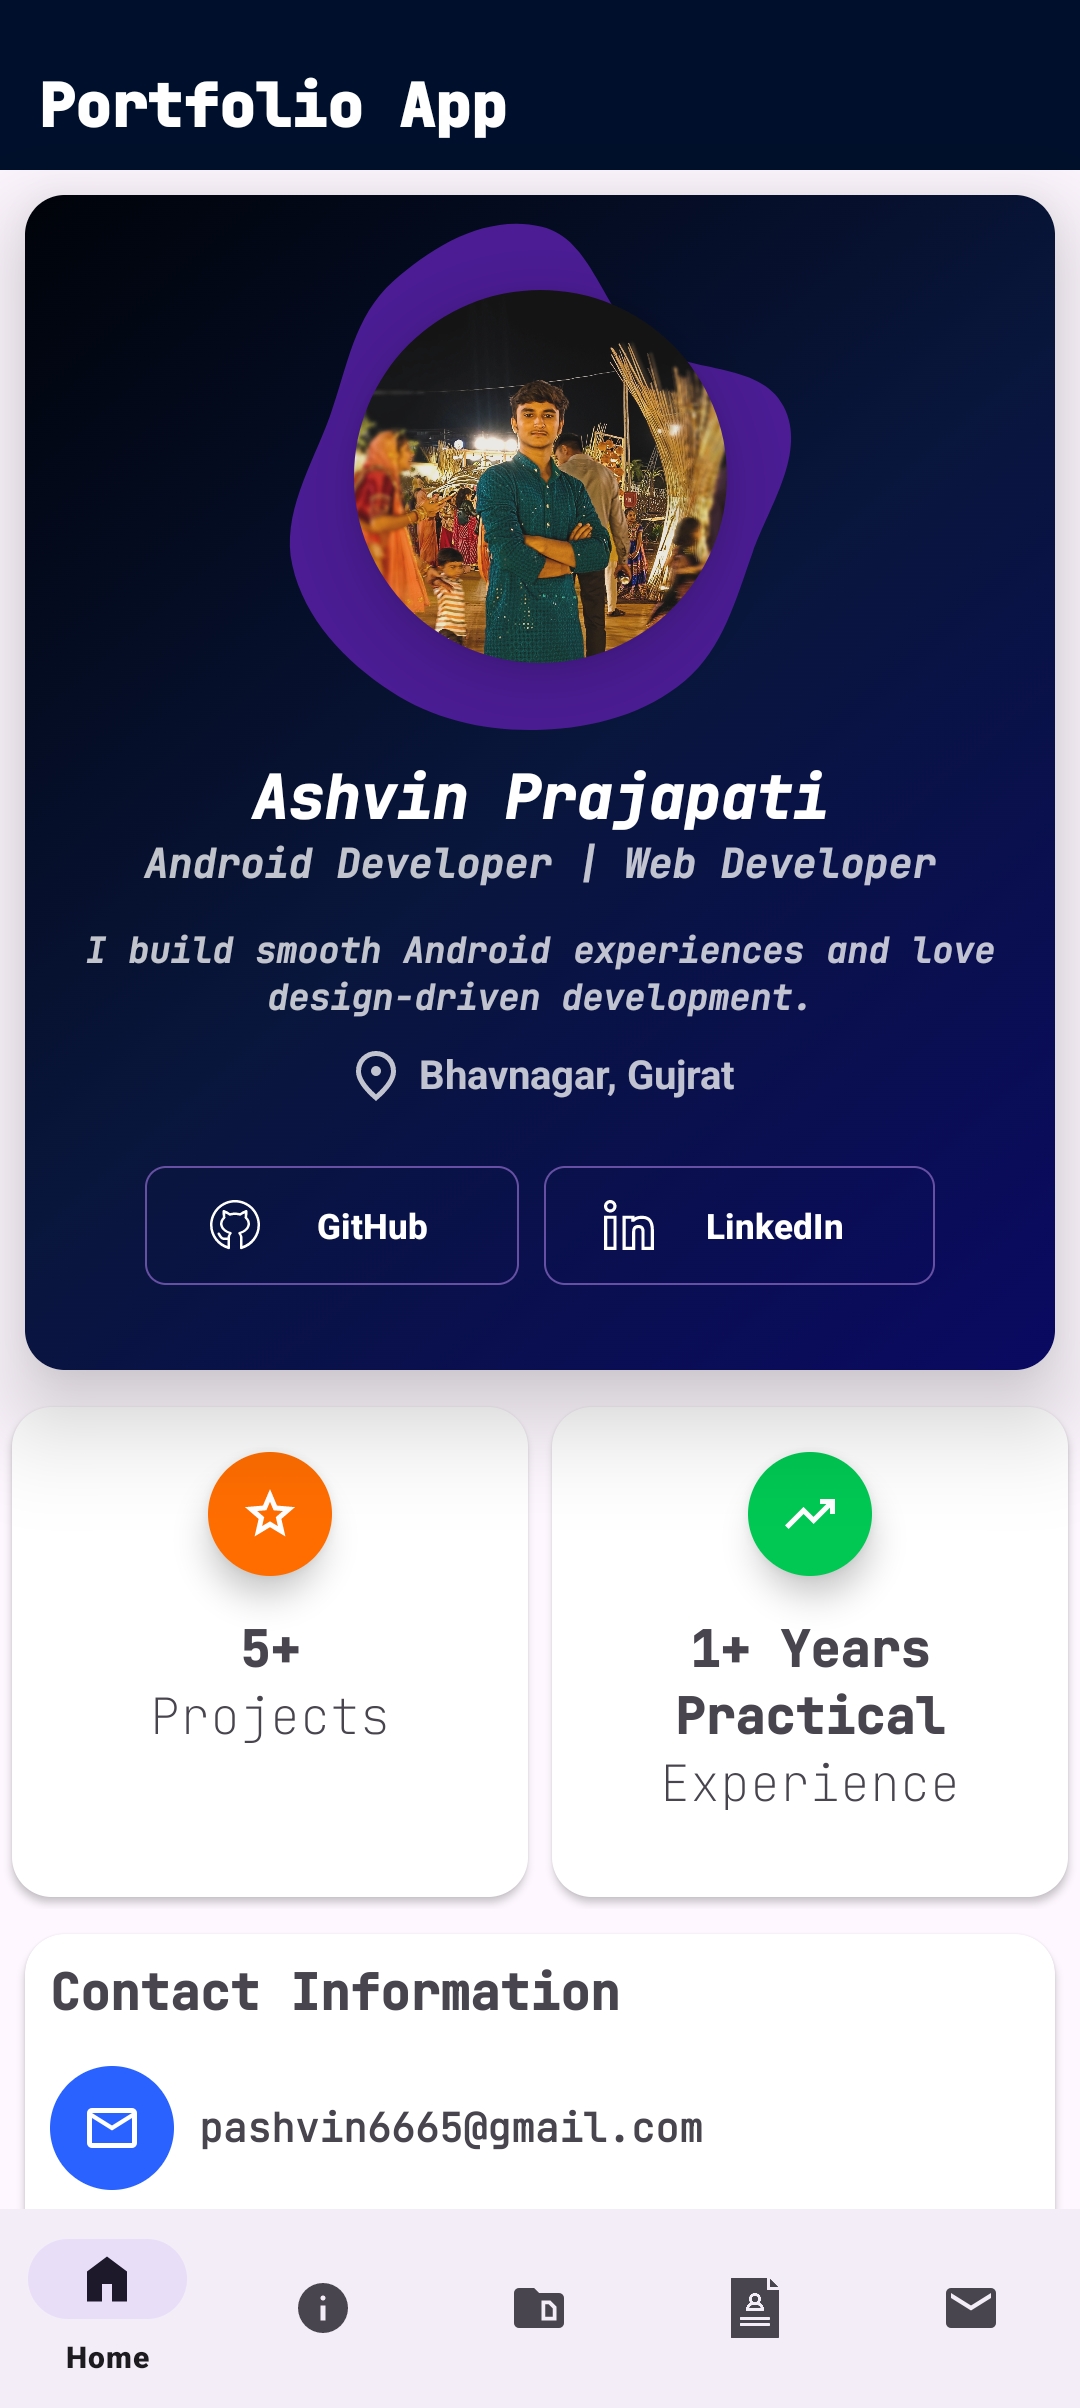 Portfolio App
Ashvin Prajapati
Android Developer | Web Developer
I build smooth Android experiences and love
design-driven development.
Bhavnagar, Gujrat
GitHub
LinkedIn
5+
Projects
1+ Years
Practical
Experience
Contact Information
pashvin6665@gmail.com
Home